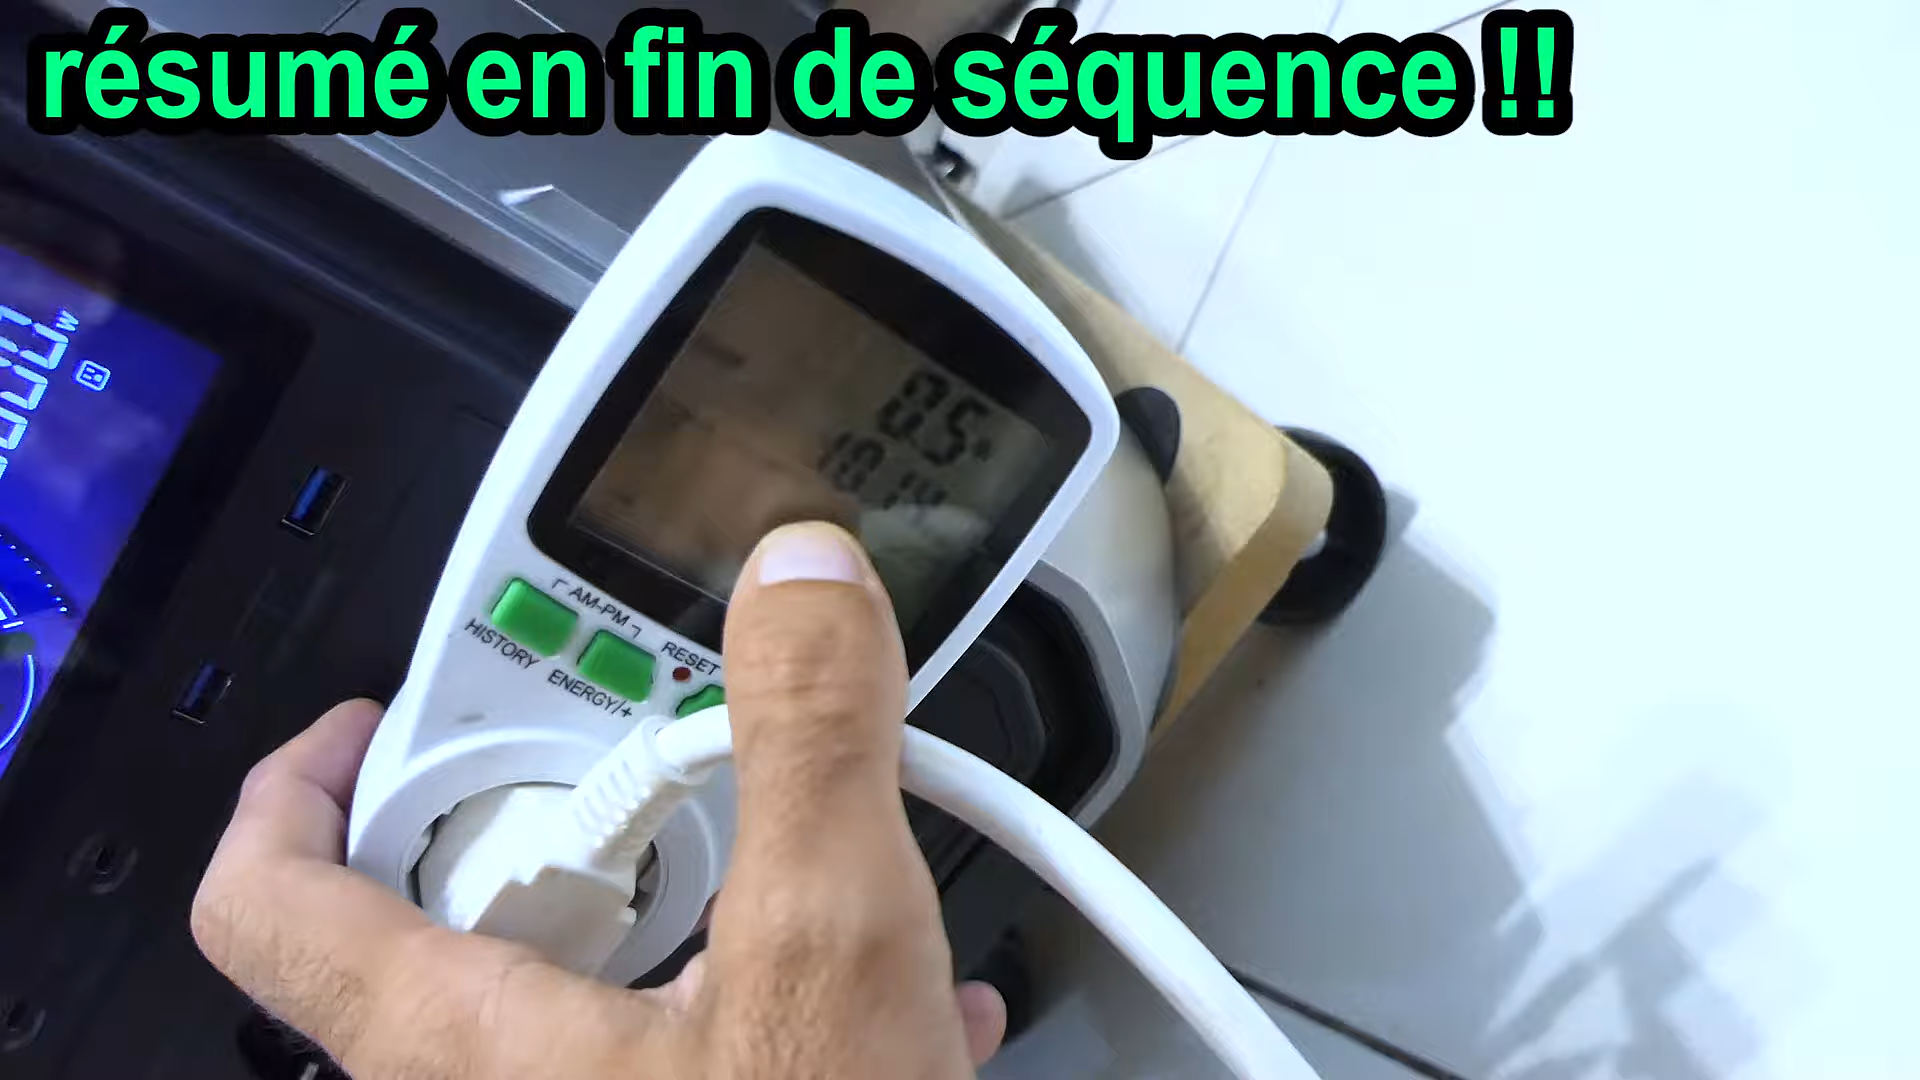 résumé en fin de séquence !!
AM-PM
HISTORY
RESET
ENERGY/+
0.5
W